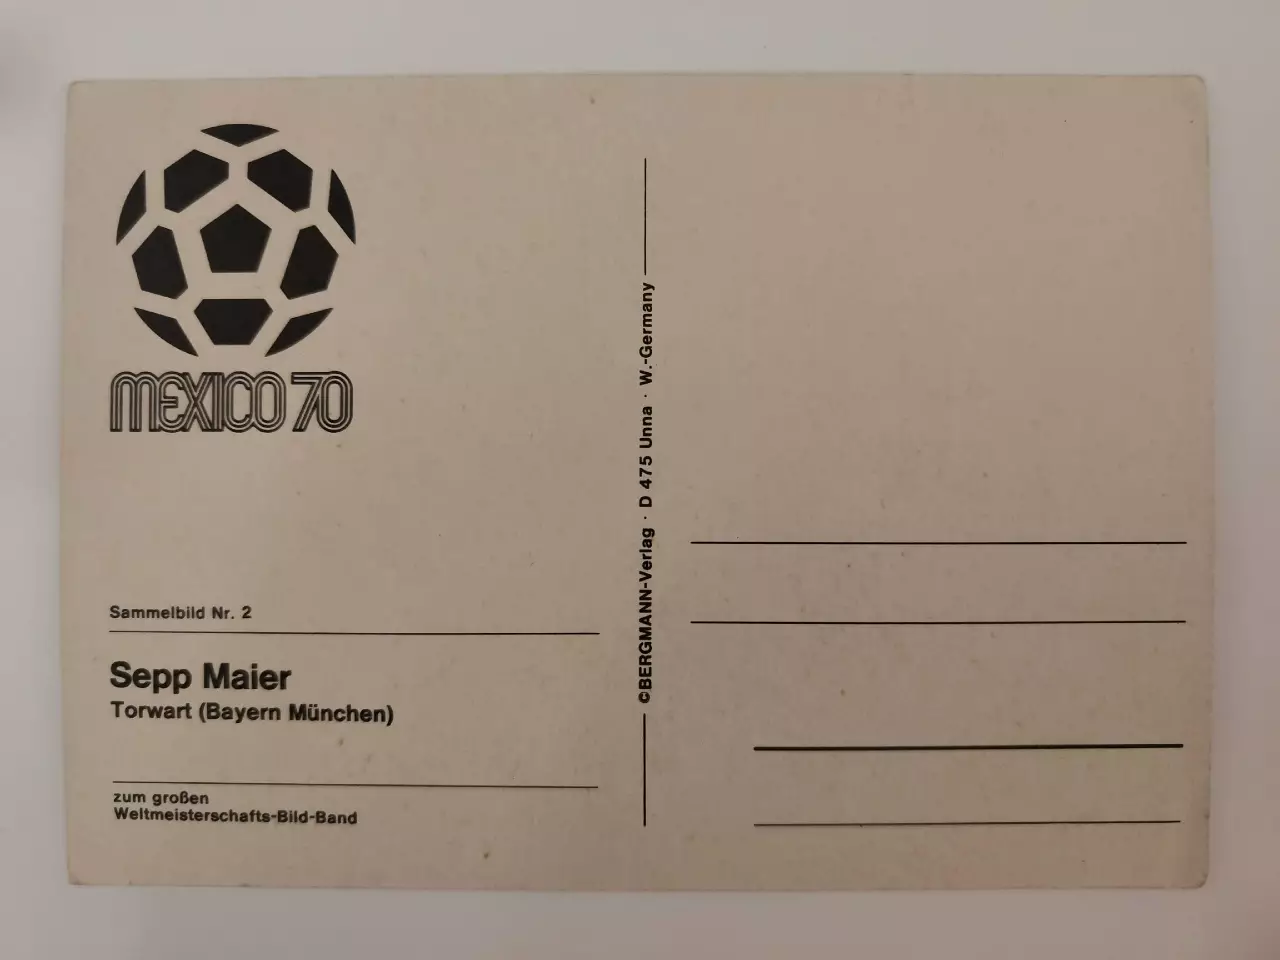 MEXICO 70
Sammelbild Nr. 2
Sepp Maier
Torwart (Bayern München)
zum großen
Weltmeisterschafts-Bild-Band
©BERGMANN-Verlag · D 475 Unna · W.-Germany